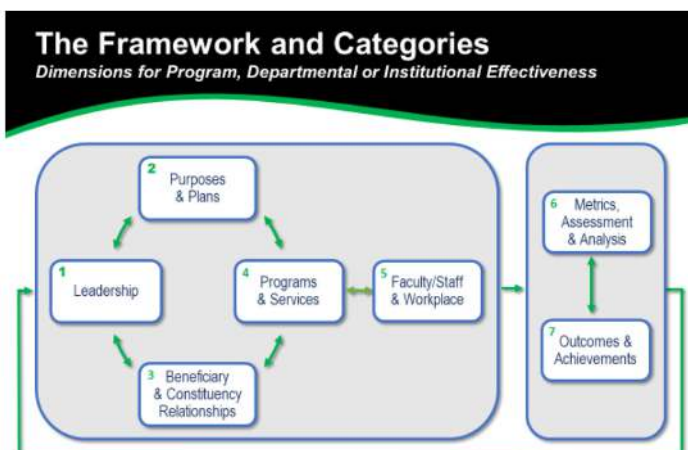 The Framework and Categories
Dimensions for Program, Departmental or Institutional Effectiveness
2
Purposes
& Plans
1
Leadership
4
Programs
& Services
5
Faculty/Staff
& Workplace
3
Beneficiary
& Constituency
Relationships
6
Metrics,
Assessment
& Analysis
7
Outcomes &
Achievements